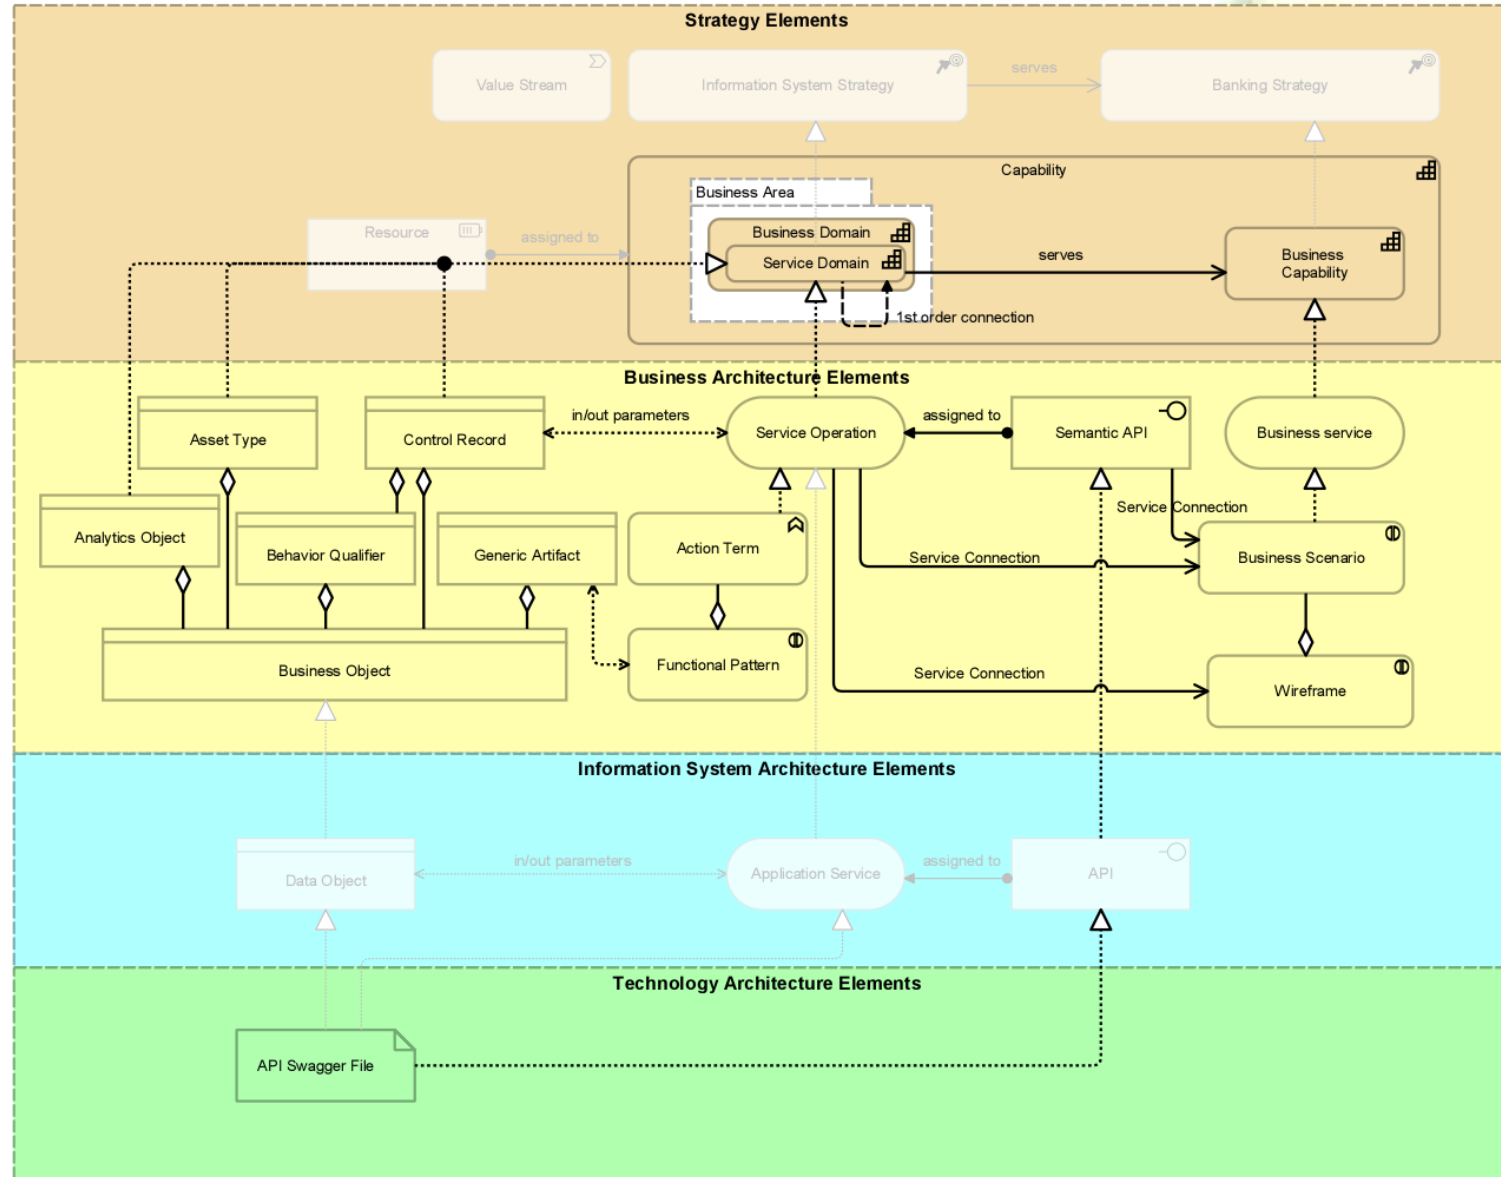 Strategy Elements
Value Stream
Information System Strategy
serves
Banking Strategy
Capability
Business Area
Resource
assigned to
Business Domain
Service Domain
serves
Business
Capability
1st order connection
Business Architecture Elements
Asset Type
Control Record
in/out parameters
Service Operation
assigned to
Semantic API
Business service
Analytics Object
Behavior Qualifier
Generic Artifact
Action Term
Service Connection
Service Connection
Business Scenario
Business Object
Functional Pattern
Service Connection
Wireframe
Information System Architecture Elements
Data Object
in/out parameters
Application Service
assigned to
API
Technology Architecture Elements
API Swagger File